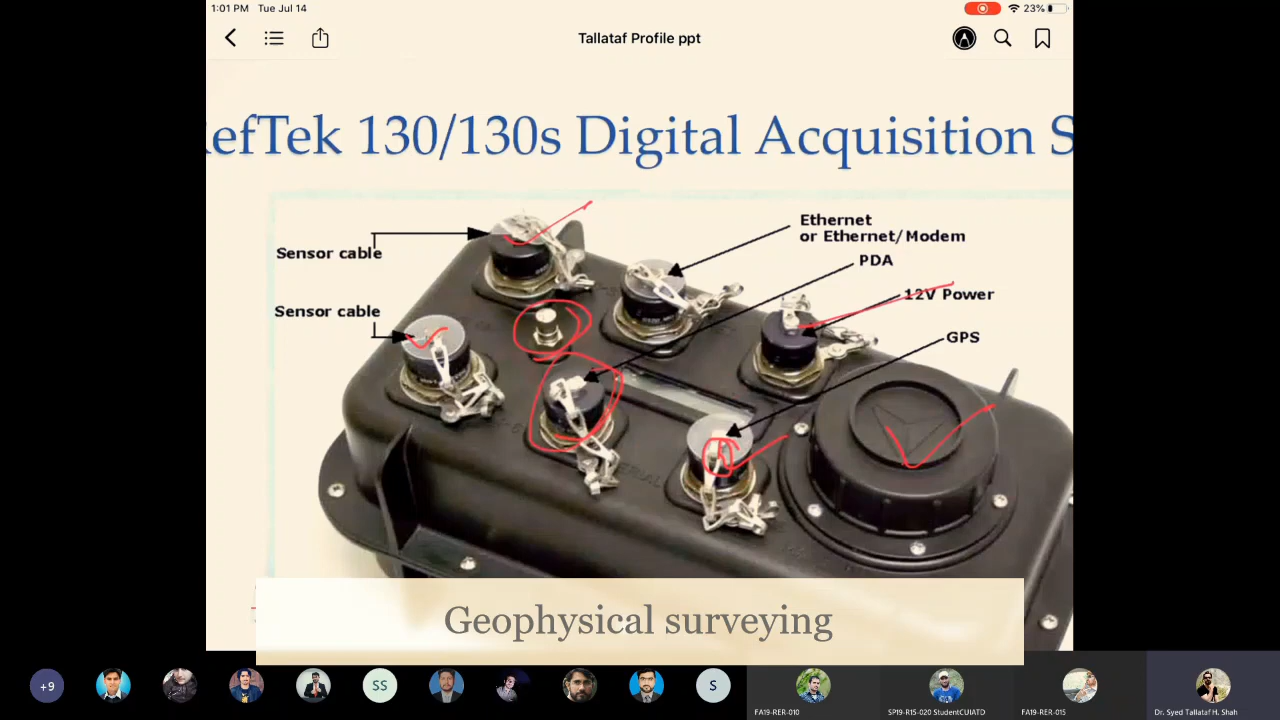 1:01 PM Tue Jul 14
23%
Tallataf Profile ppt
efTek 130/130s Digital Acquisition S
Sensor cable
Ethernet
or Ethernet/Modem
PDA
12V Power
Sensor cable
GPS
Geophysical surveying
+9
SS
S
FA19-RER-010
SP19-R15-020 StudentCUIATD
FA19-RER-015
Dr. Syed Tallataf H. Shah